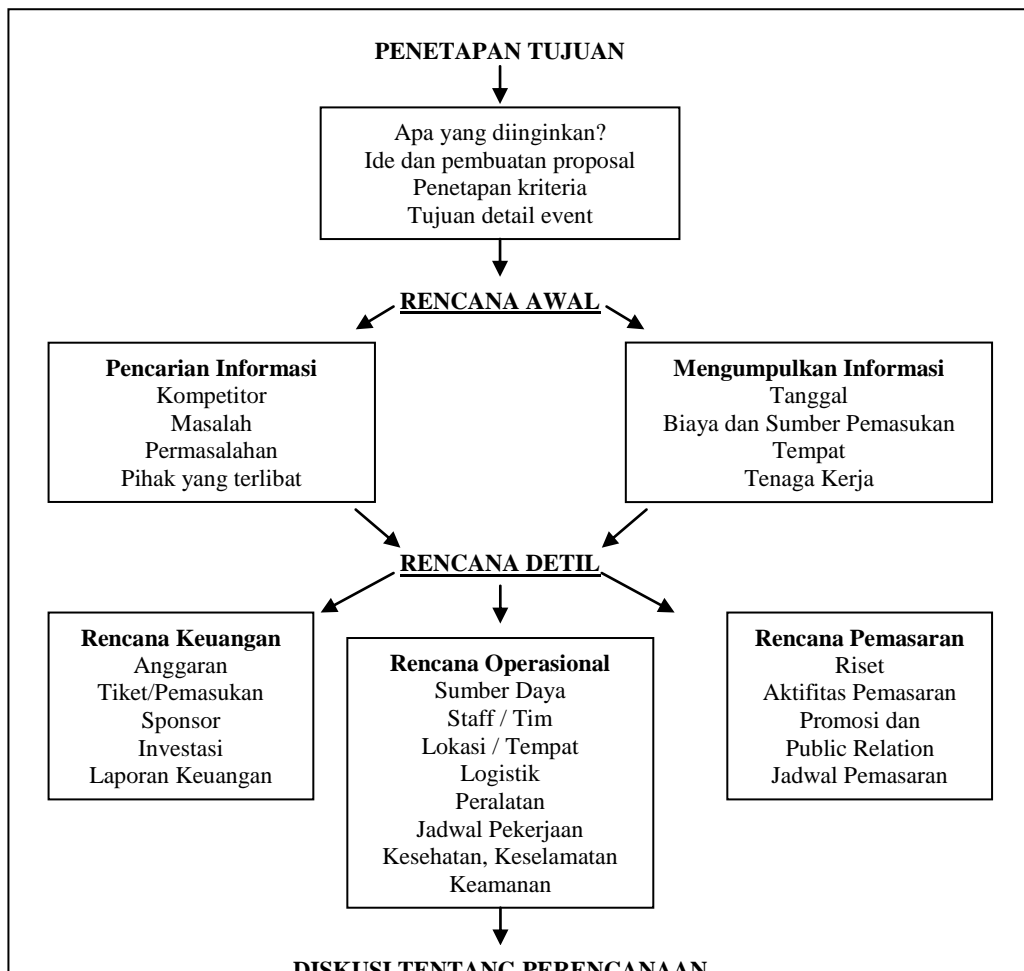 PENETAPAN TUJUAN
Apa yang diinginkan?
Ide dan pembuatan proposal
Penetapan kriteria
Tujuan detail event
RENCANA AWAL
Pencarian Informasi
Kompetitor
Masalah
Permasalahan
Pihak yang terlibat
Mengumpulkan Informasi
Tanggal
Biaya dan Sumber Pemasukan
Tempat
Tenaga Kerja
RENCANA DETIL
Rencana Keuangan
Anggaran
Tiket/Pemasukan
Sponsor
Investasi
Laporan Keuangan
Rencana Operasional
Sumber Daya
Staff / Tim
Lokasi / Tempat
Logistik
Peralatan
Jadwal Pekerjaan
Kesehatan, Keselamatan
Keamanan
Rencana Pemasaran
Riset
Aktifitas Pemasaran
Promosi dan
Public Relation
Jadwal Pemasaran
DISKUSI TENTANG PERENCANAAN